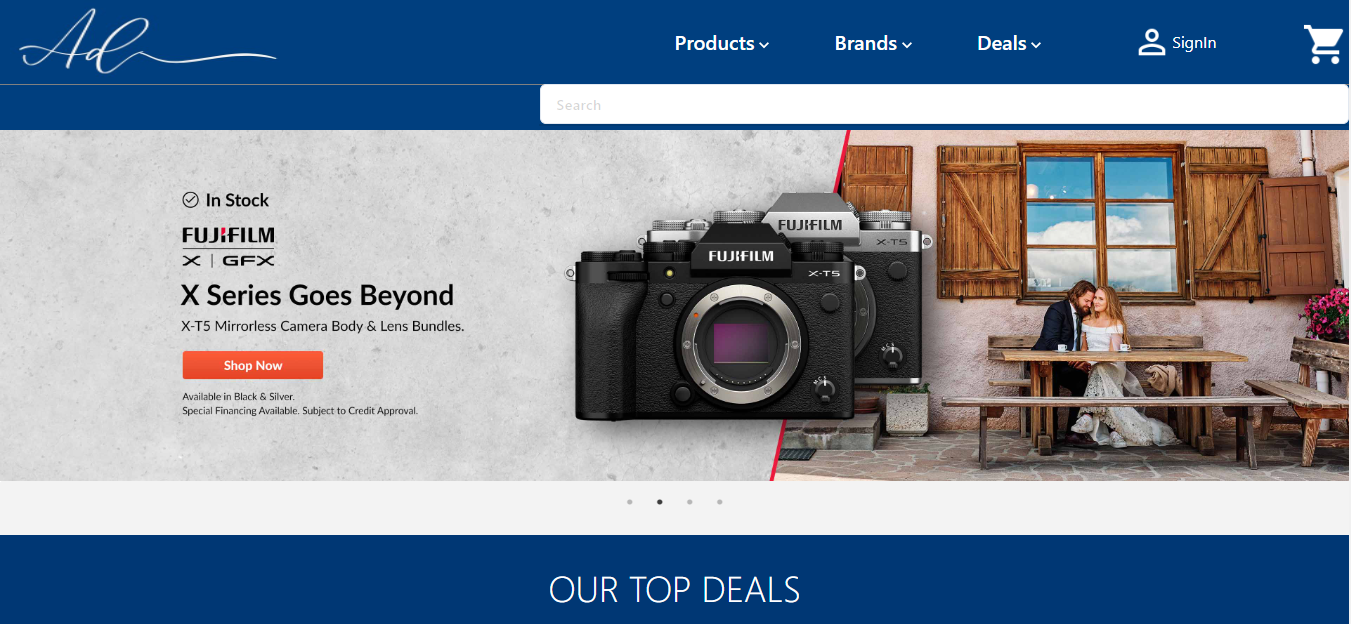 Ad
Products
Brands
Deals
SignIn
Search
In Stock
FUJIFILM
X | GFX
X Series Goes Beyond
X-T5 Mirrorless Camera Body & Lens Bundles.
Shop Now
Available in Black & Silver.
Special Financing Available. Subject to Credit Approval.
FUJIFILM
X-T5
FUJIFILM
X-T5
OUR TOP DEALS